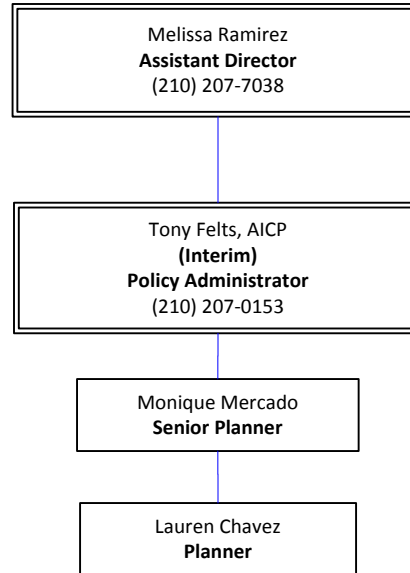 Melissa Ramirez
Assistant Director
(210) 207-7038
Tony Felts, AICP
(Interim)
Policy Administrator
(210) 207-0153
Monique Mercado
Senior Planner
Lauren Chavez
Planner